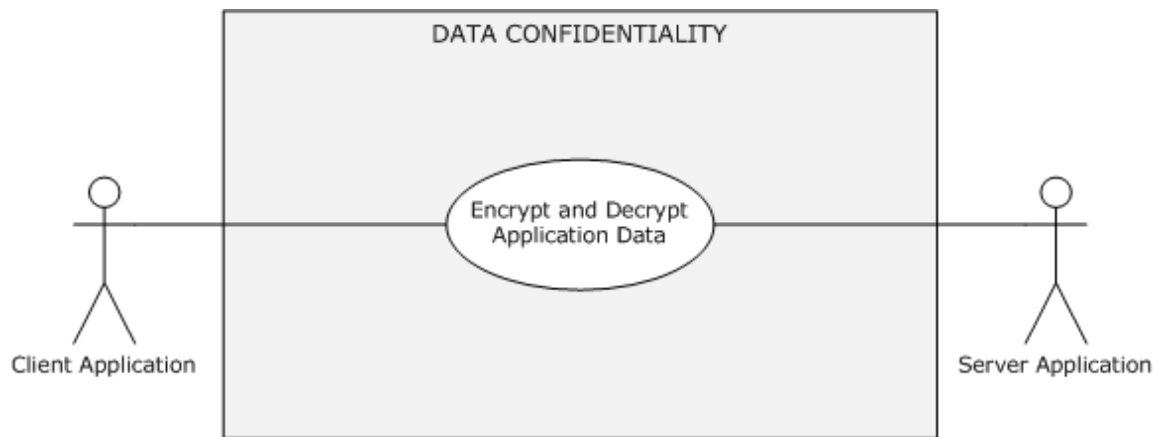 DATA CONFIDENTIALITY
Encrypt and Decrypt
Application Data
Client Application
Server Application